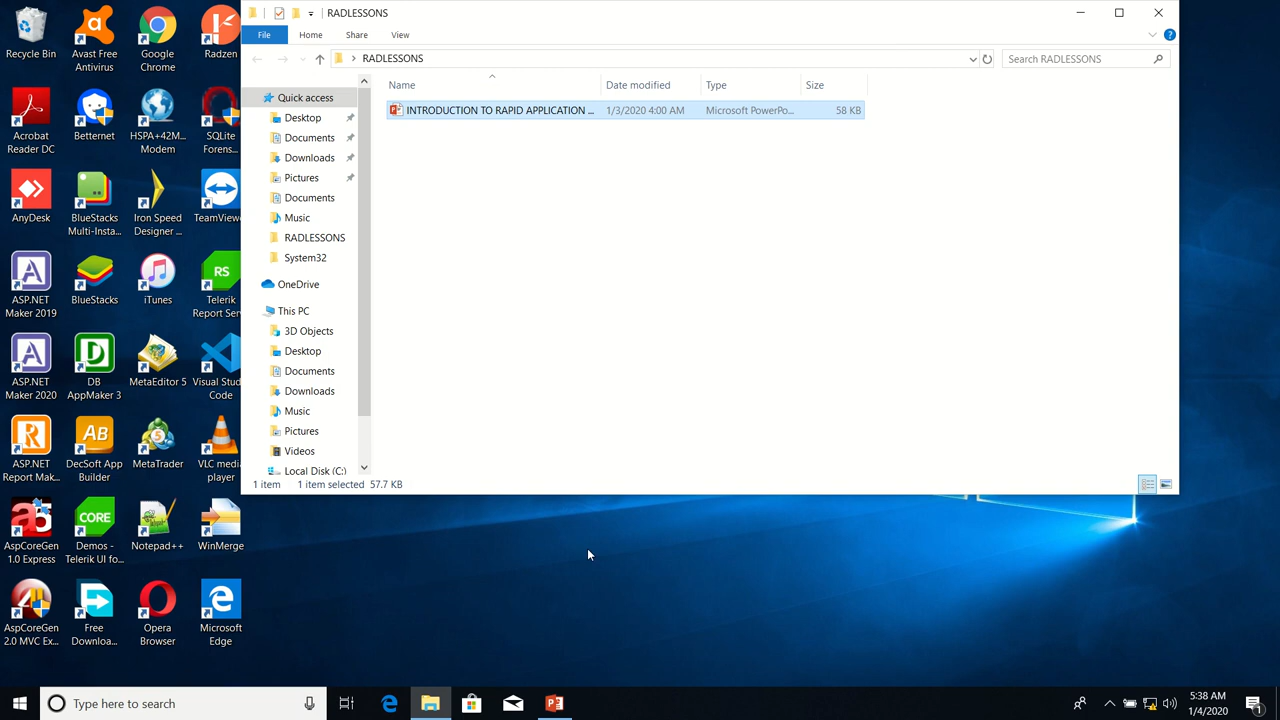 RADLESSONS
File
Home
Share
View
RADLESSONS
Search RADLESSONS
Name
Date modified
Type
Size
INTRODUCTION TO RAPID APPLICATION ...
1/3/2020 4:00 AM
Microsoft PowerPo...
58 KB
Quick access
Desktop
Documents
Downloads
Pictures
Documents
Music
RADLESSONS
System32
OneDrive
This PC
3D Objects
Desktop
Documents
Downloads
Music
Pictures
Videos
Local Disk (C:)
1 item
1 item selected 57.7 KB
Recycle Bin
Avast Free
Antivirus
Google
Chrome
Radzen
Acrobat
Reader DC
Betternet
HSPA+42M...
Modem
SQLite
Forens...
AnyDesk
BlueStacks
Multi-Insta...
Iron Speed
Designer ...
TeamViewe
ASP.NET
Maker 2019
BlueStacks
iTunes
RS
Telerik
Report Serv
ASP.NET
Maker 2020
DB
AppMaker 3
MetaEditor 5
Visual Stud
Code
ASP.NET
Report Mak...
AB
DecSoft App
Builder
MetaTrader
VLC media
player
AspCoreGen
1.0 Express
CORE
Demos -
Telerik UI fo...
Notepad++
WinMerge
AspCoreGen
2.0 MVC Ex...
Free
Downloa...
Opera
Browser
Microsoft
Edge
Type here to search
5:38 AM
1/4/2020
1